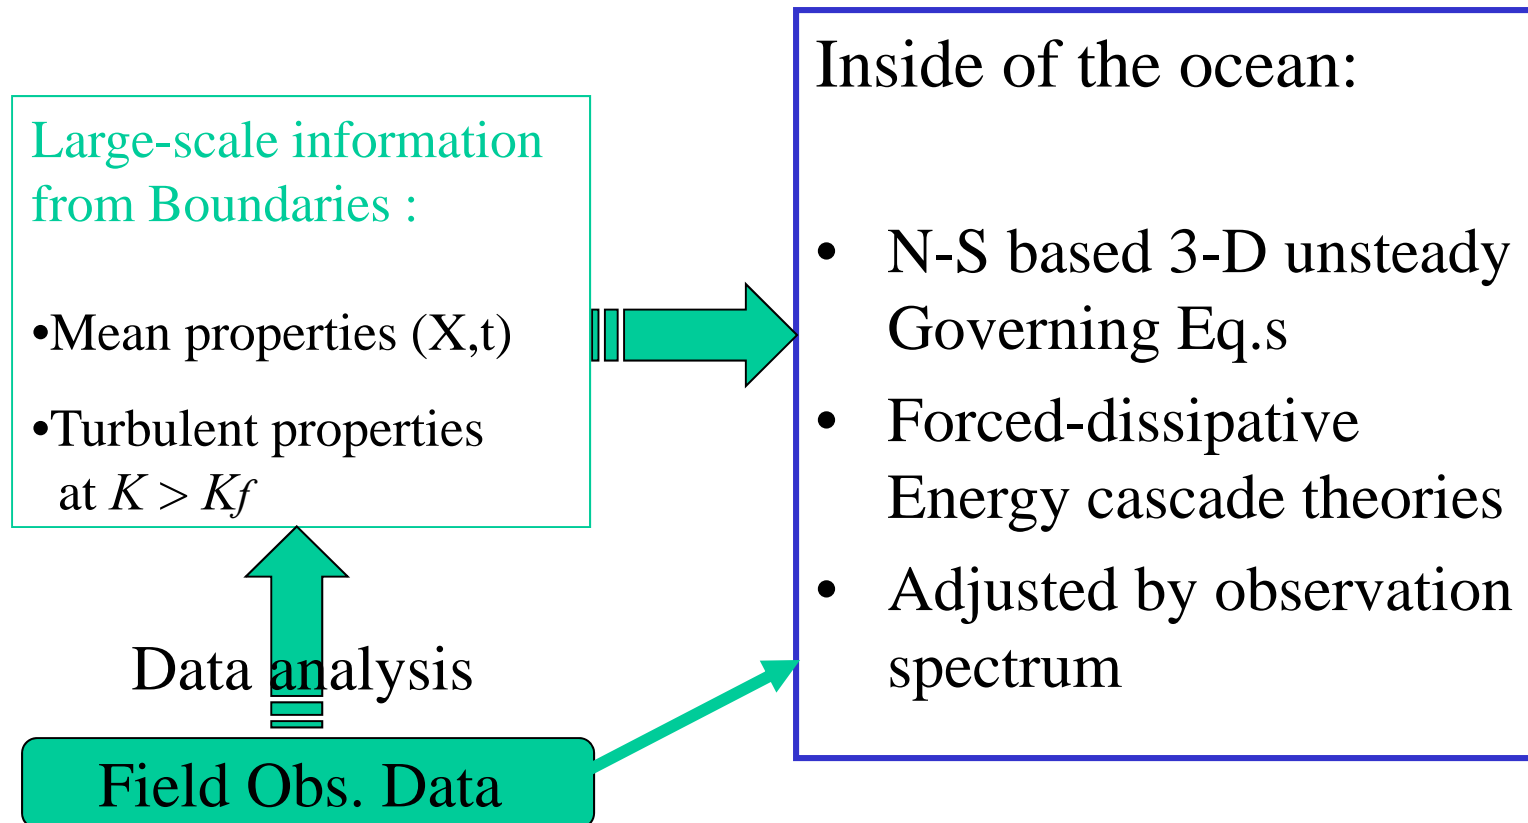 Large-scale information
from Boundaries :
•Mean properties (X,t)
•Turbulent properties
at K > Kf
Data analysis
Field Obs. Data
Inside of the ocean:
• N-S based 3-D unsteady
Governing Eq.s
• Forced-dissipative
Energy cascade theories
• Adjusted by observation
spectrum